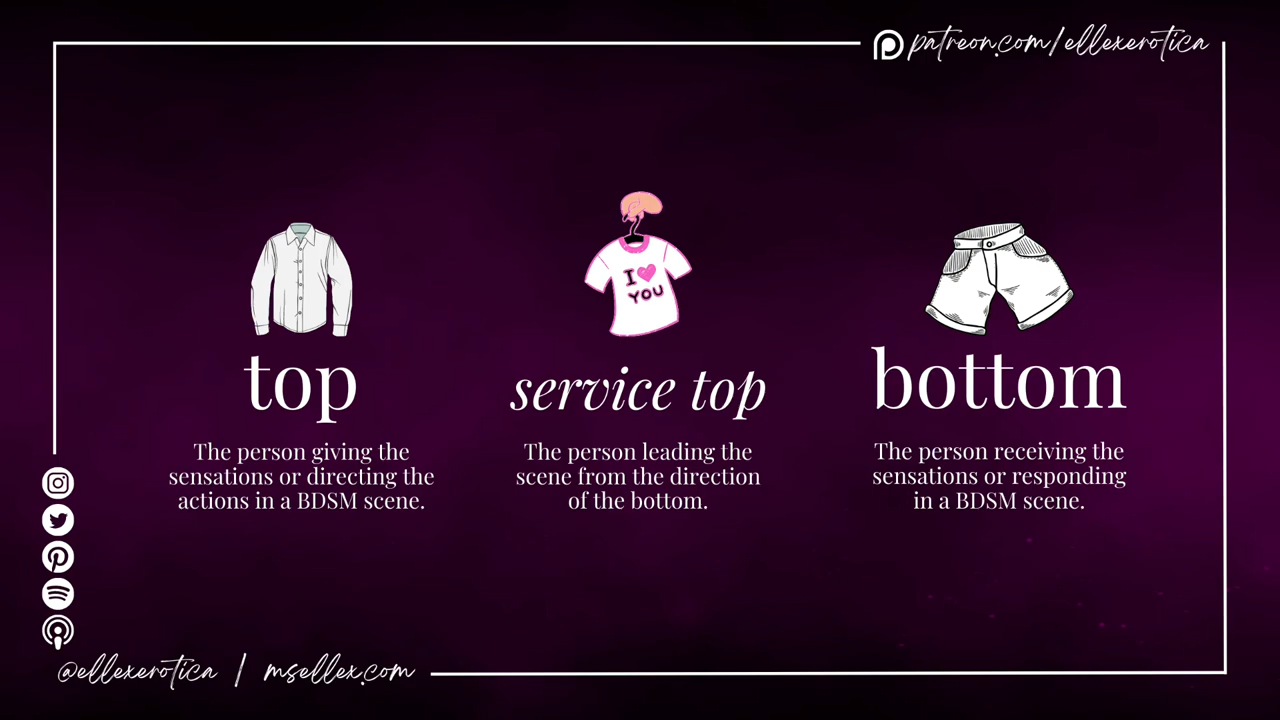 patreon.com/ellexerotica
I YOU
top
The person giving the
sensations or directing the
actions in a BDSM scene.
service top
The person leading the
scene from the direction
of the bottom.
bottom
The person receiving the
sensations or responding
in a BDSM scene.
@ellexerotica | msellex.com